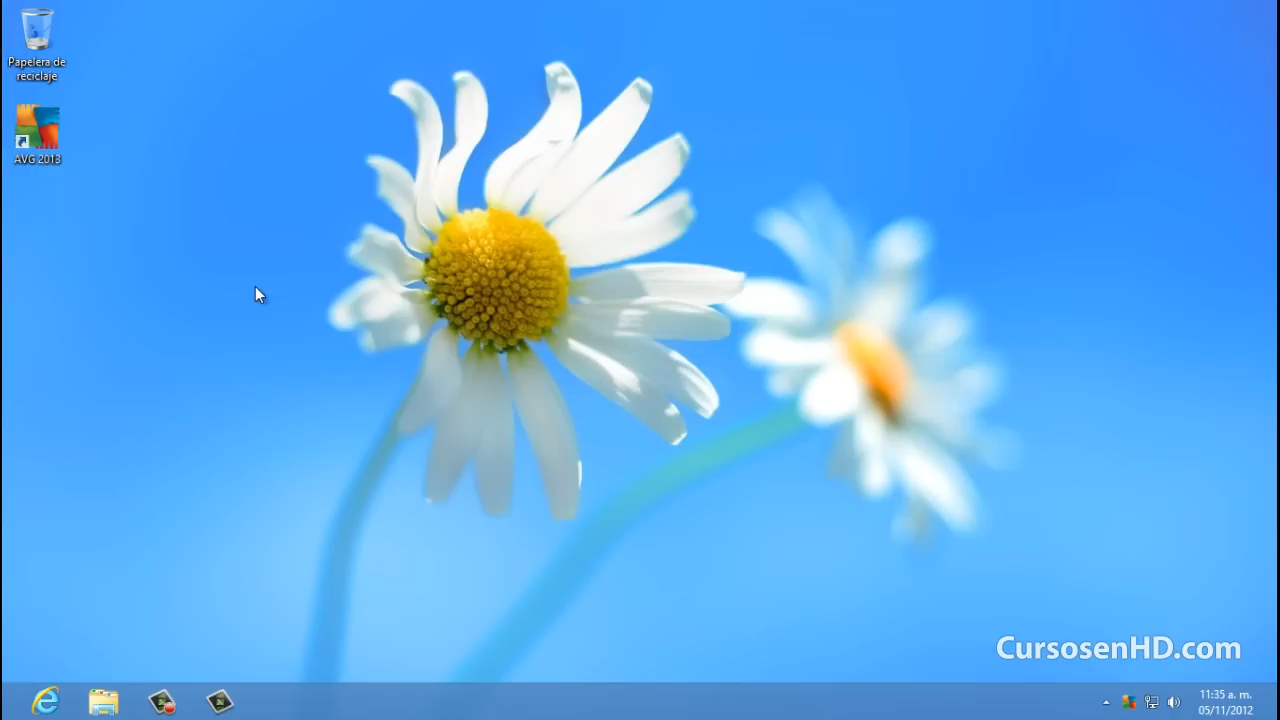 Papelera de
reciclaje
AVG 2013
CursosenHD.com
11:35 a. m.
05/11/2012